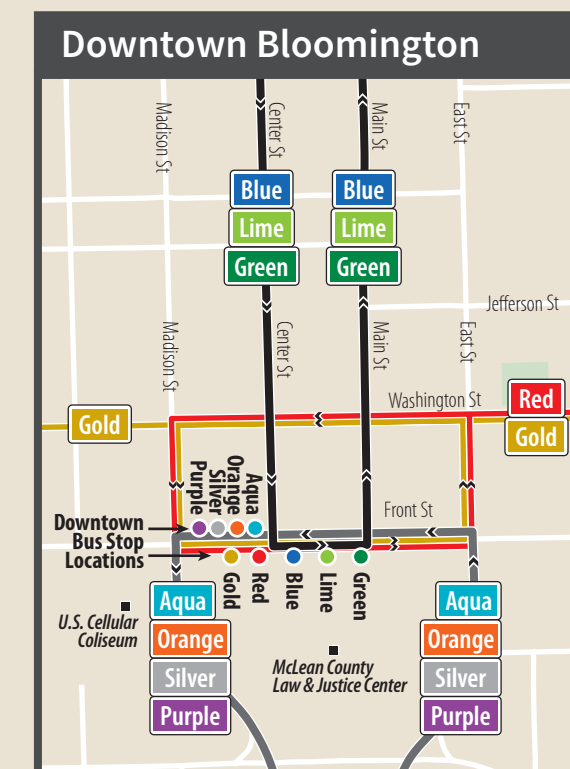 Downtown Bloomington
Madison St
Center St
Main St
East St
Blue
Lime
Green
Blue
Lime
Green
Jefferson St
Madison St
Center St
Main St
East St
Washington St
Red
Gold
Gold
Purple
Silver
Orange
Aqua
Front St
Downtown
Bus Stop
Locations
Gold
Red
Blue
Lime
Green
Aqua
Orange
Silver
Purple
U.S. Cellular
Coliseum
McLean County
Law & Justice Center
Aqua
Orange
Silver
Purple